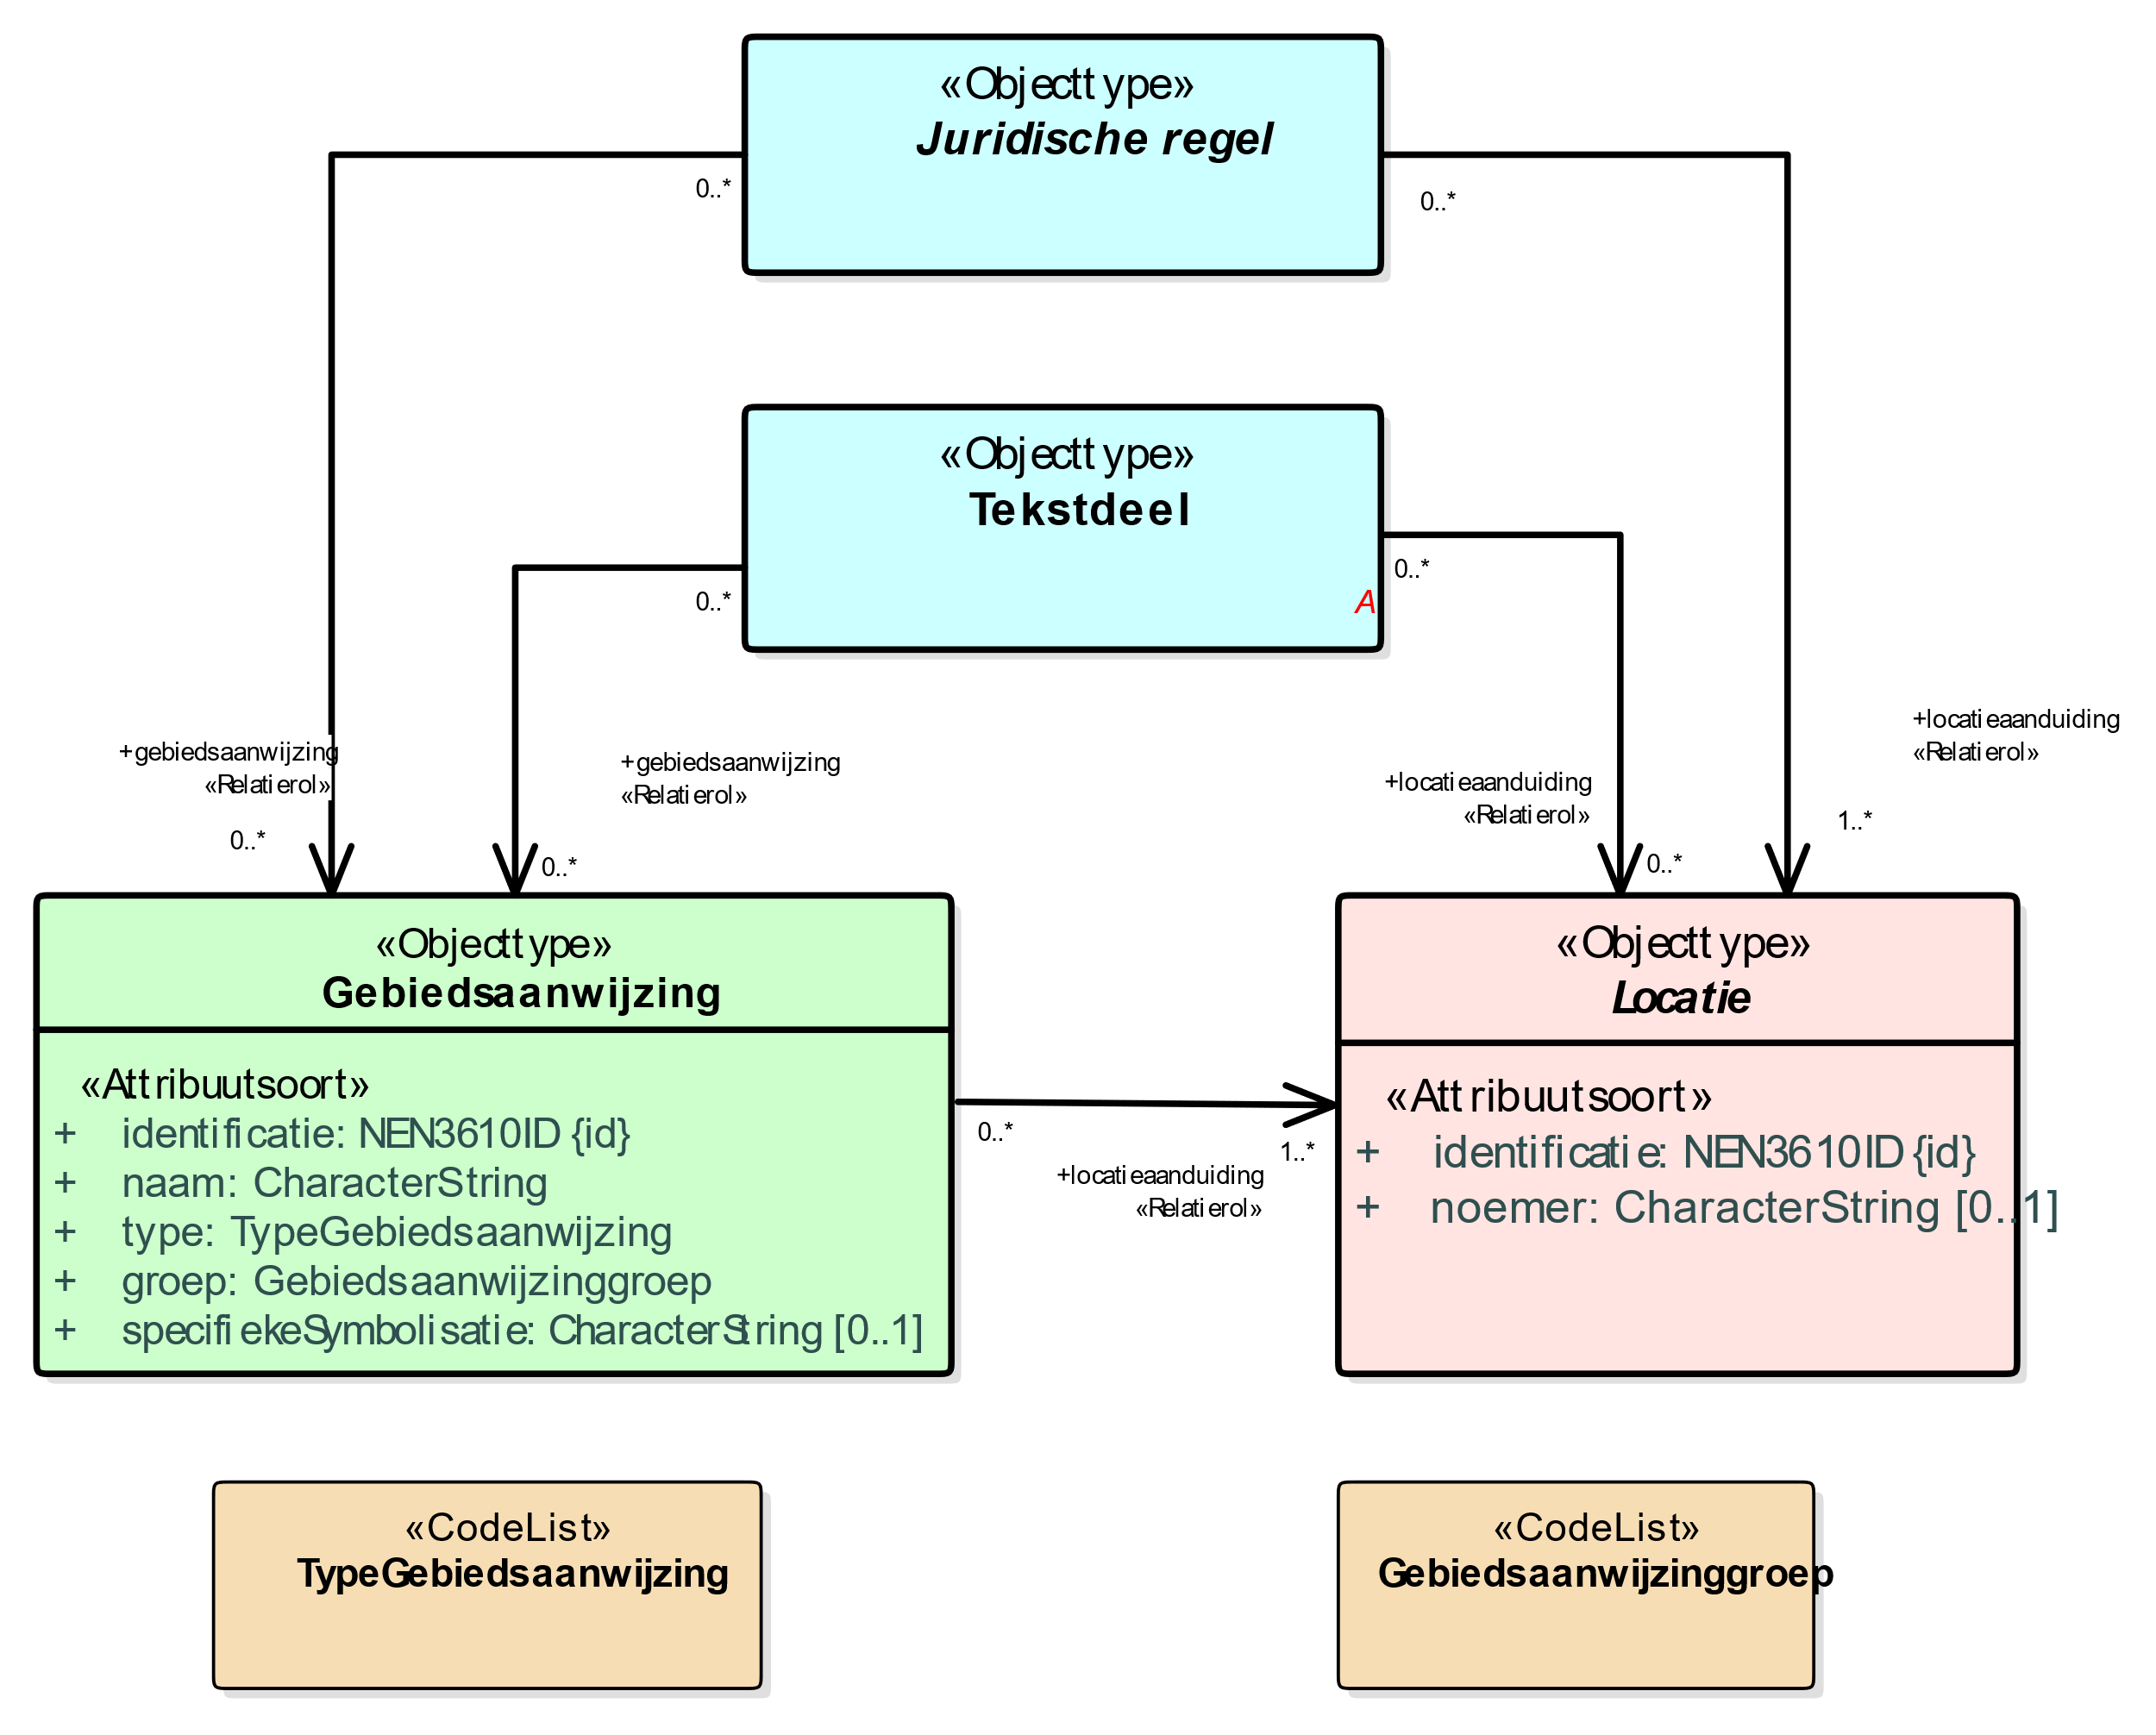 «Objecttype»
Juridische regel
0..*
0..*
«Objecttype»
Tekstdeel
A
0..*
0..*
+gebiedsaanwijzing
«Relatierol»
0..*
+gebiedsaanwijzing
«Relatierol»
0..*
+locatieaanduiding
«Relatierol»
0..*
+locatieaanduiding
«Relatierol»
1..*
«Objecttype»
Gebiedsaanwijzing
«Attribuutsoort»
+ identificatie: NEN3610ID {id}
+ naam: CharacterString
+ type: TypeGebiedsaanwijzing
+ groep: Gebiedsaanwijzinggroep
+ specifiekeSymbolisatie: CharacterString [0..1]
0..*
1..*
+locatieaanduiding
«Relatierol»
«Objecttype»
Locatie
«Attribuutsoort»
+ identificatie: NEN3610ID {id}
+ noemer: CharacterString [0..1]
«CodeList»
TypeGebiedsaanwijzing
«CodeList»
Gebiedsaanwijzinggroep